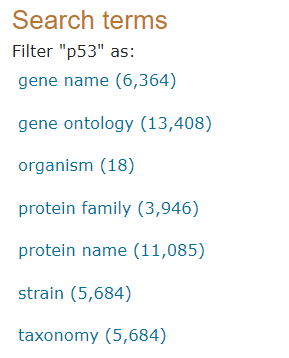 Search terms
Filter "p53" as:
gene name (6,364)
gene ontology (13,408)
organism (18)
protein family (3,946)
protein name (11,085)
strain (5,684)
taxonomy (5,684)